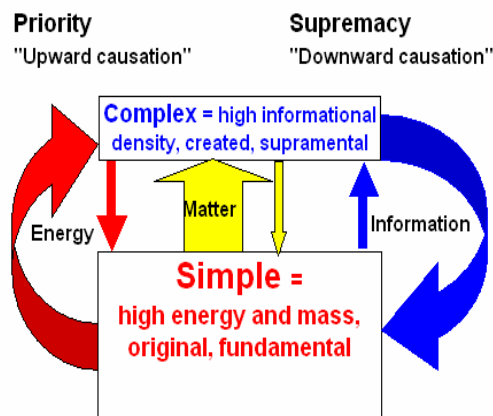 Priority
"Upward causation"
Supremacy
"Downward causation"
Complex = high informational
density, created, supramental
Energy
Matter
Information
Simple =
high energy and mass,
original, fundamental